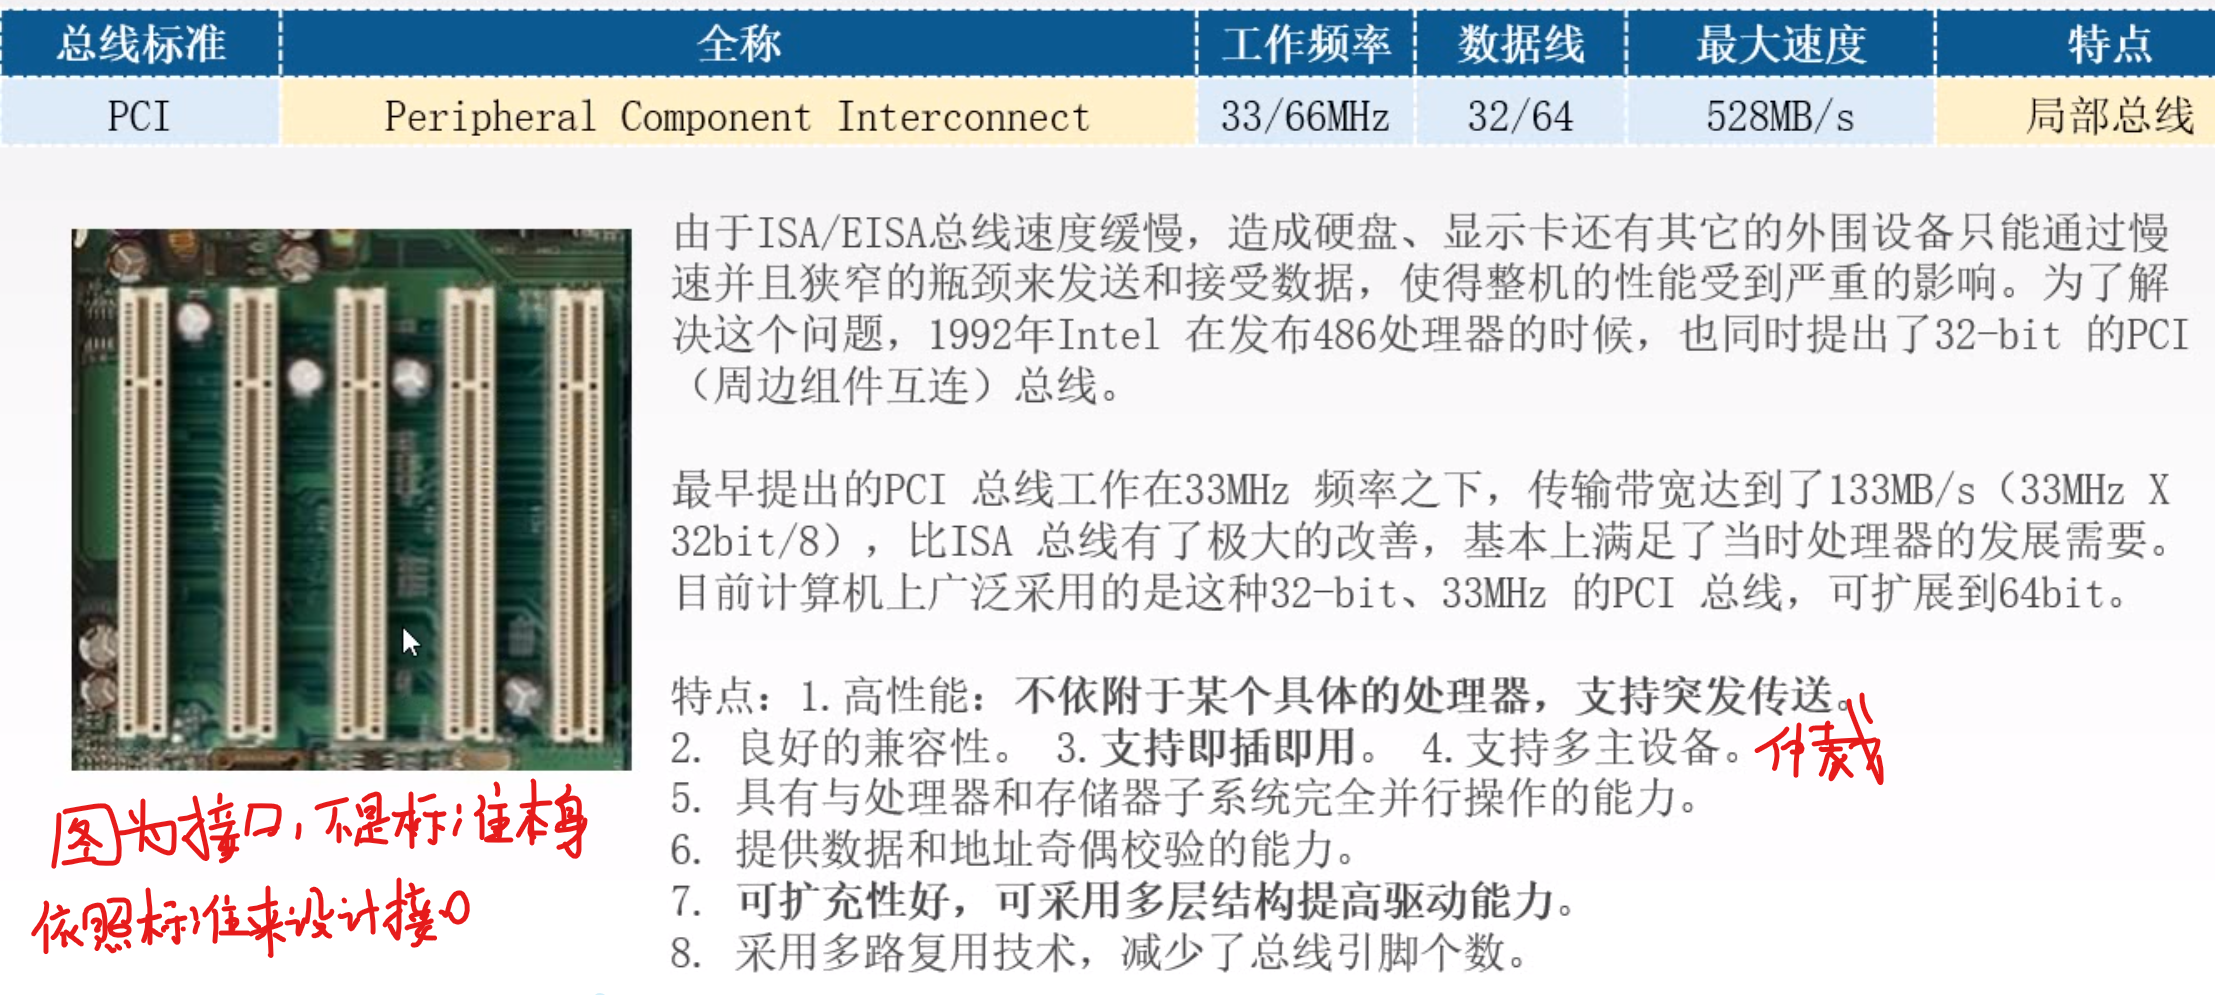 总线标准 全称 工作频率 数据线 最大速度 特点
PCI Peripheral Component Interconnect 33/66MHz 32/64 528MB/s 局部总线
由于ISA/EISA总线速度缓慢，造成硬盘、显示卡还有其它的外围设备只能通过慢
速并且狭窄的瓶颈来发送和接受数据，使得整机的性能受到严重的影响。为了解
决这个问题，1992年Intel 在发布486处理器的时候，也同时提出了32-bit 的PCI
（周边组件互连）总线。
最早提出的PCI 总线工作在33MHz 频率之下，传输带宽达到了133MB/s（33MHz X
32bit/8），比ISA 总线有了极大的改善，基本上满足了当时处理器的发展需要。
目前计算机上广泛采用的是这种32-bit、33MHz 的PCI 总线，可扩展到64bit。
特点：1.高性能：不依附于某个具体的处理器，支持突发传送。
2. 良好的兼容性。 3.支持即插即用。 4.支持多主设备。仲裁
5. 具有与处理器和存储器子系统完全并行操作的能力。
6. 提供数据和地址奇偶校验的能力。
7. 可扩充性好，可采用多层结构提高驱动能力。
8. 采用多路复用技术，减少了总线引脚个数。
图为接口，不是标准本身
依照标准来设计接口